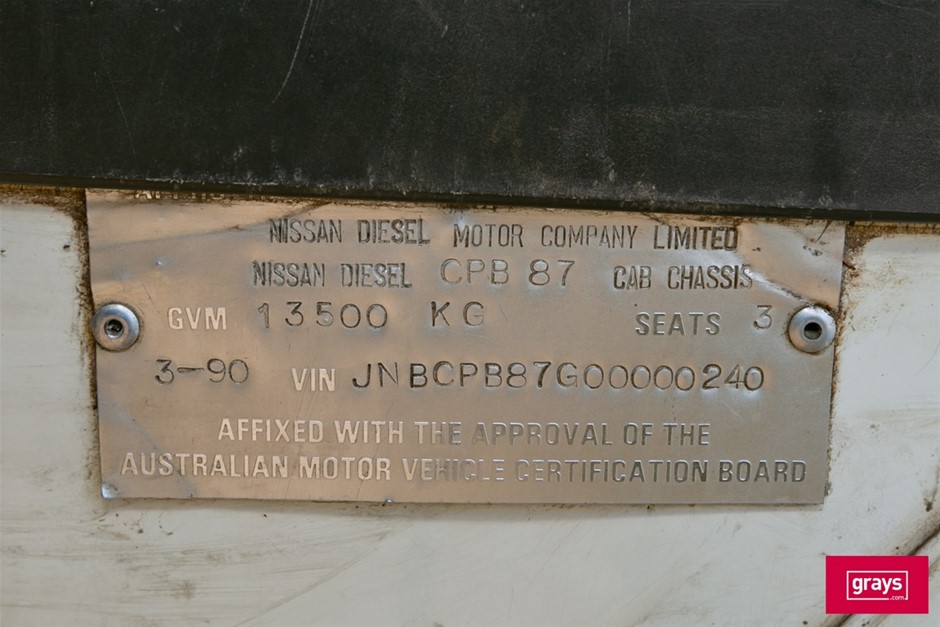 NISSAN DIESEL MOTOR COMPANY LIMITED
NISSAN DIESEL CPB 87 CAB CHASSIS
GVM 13500 KG SEATS 3
3-90 VIN JNBCPB87G00000240
AFFIXED WITH THE APPROVAL OF THE
AUSTRALIAN MOTOR VEHICLE CERTIFICATION BOARD
grays
.com